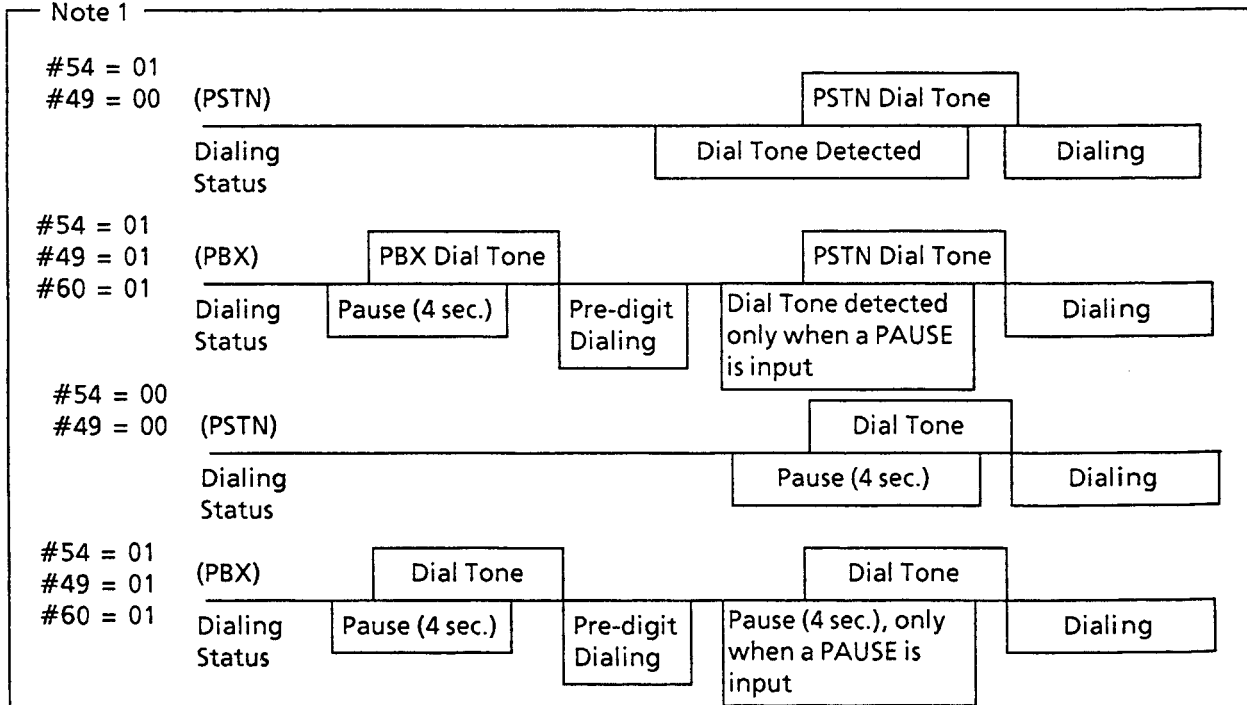 Note 1
#54 = 01
#49 = 00 (PSTN)
PSTN Dial Tone
Dialing
Status
Dial Tone Detected
Dialing
#54 = 01
#49 = 01 (PBX)
#60 = 01
PBX Dial Tone
PSTN Dial Tone
Dialing
Status
Pause (4 sec.)
Pre-digit
Dialing
Dial Tone detected
only when a PAUSE
is input
Dialing
#54 = 00
#49 = 00 (PSTN)
Dial Tone
Dialing
Status
Pause (4 sec.)
Dialing
#54 = 01
#49 = 01
#60 = 01
(PBX)
Dial Tone
Dial Tone
Dialing
Status
Pause (4 sec.)
Pre-digit
Dialing
Pause (4 sec.), only
when a PAUSE is
input
Dialing